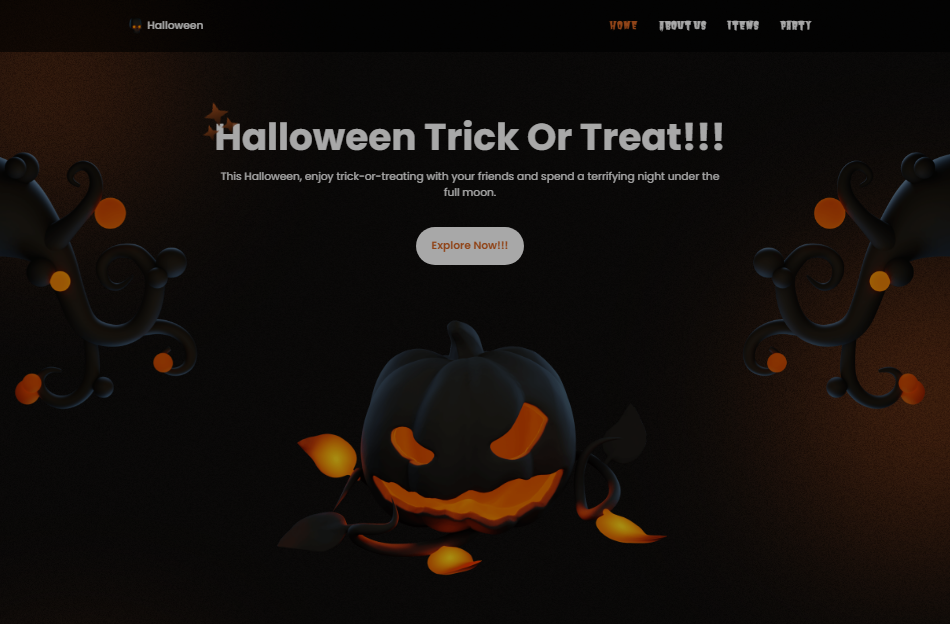 Halloween
HOME ABOUT US ITEMS PARTY
Halloween Trick Or Treat!!!
This Halloween, enjoy trick-or-treating with your friends and spend a terrifying night under the
full moon.
Explore Now!!!